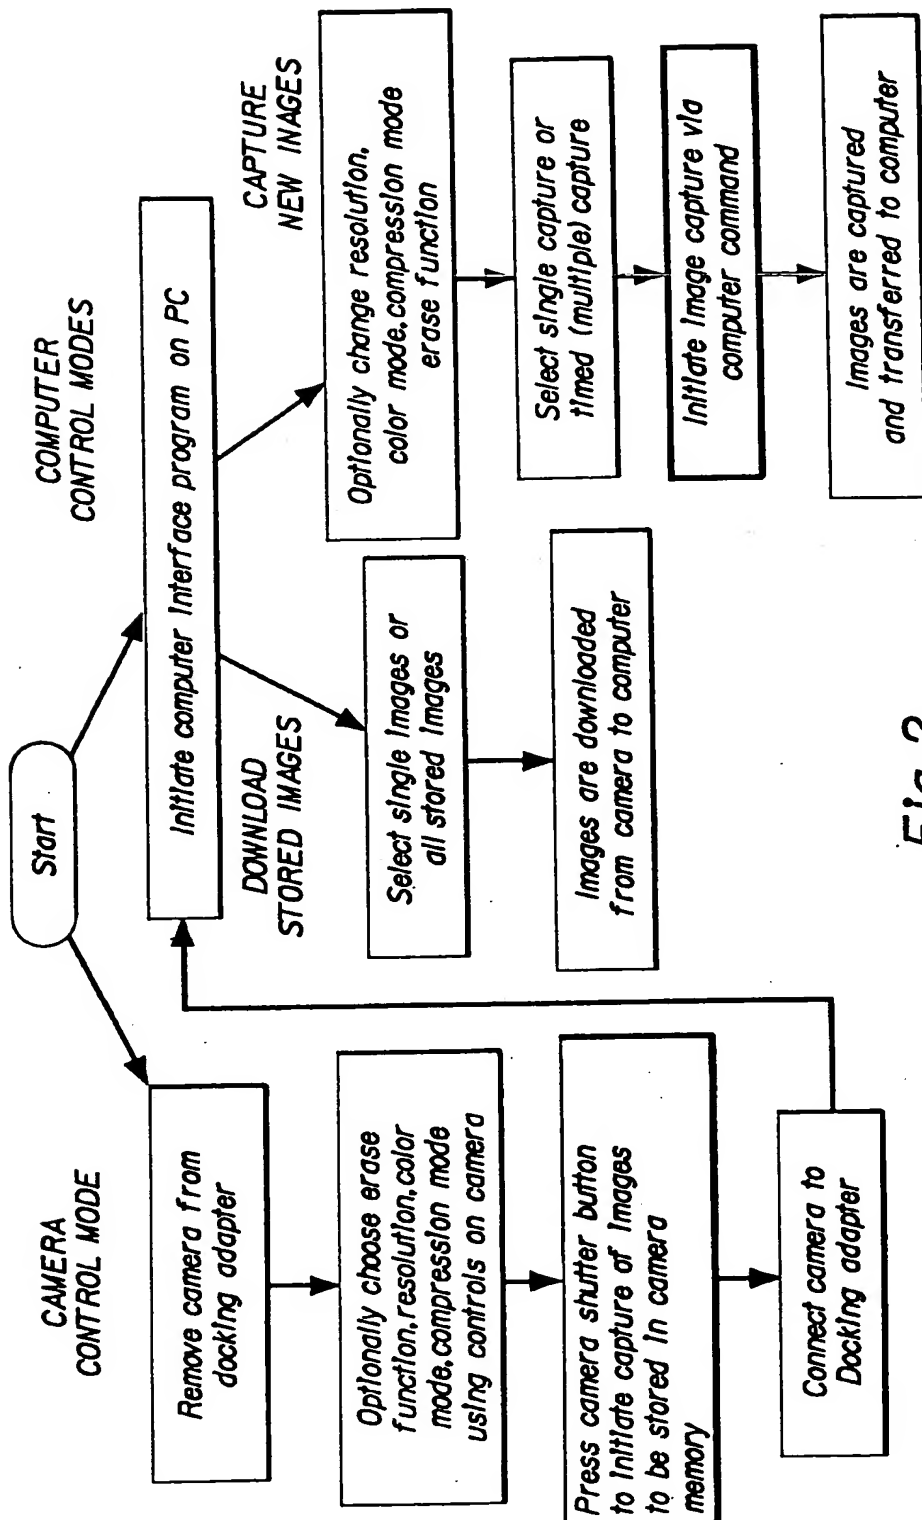 Start
CAMERA
CONTROL MODE
Remove camera from
docking adapter
Optionally choose erase
function,resolution,color
mode,compression mode
using controls on camera
Press camera shutter button
to initiate capture of images
to be stored in camera
memory
Connect camera to
Docking adapter
COMPUTER
CONTROL MODES
Initiate computer interface program on PC
DOWNLOAD
STORED IMAGES
Select single images or
all stored images
Images are downloaded
from camera to computer
CAPTURE
NEW IMAGES
Optionally change resolution,
color mode,compression mode
erase function
Select single capture or
timed (multiple) capture
Initiate image capture via
computer command
Images are captured
and transferred to computer
Fig.2